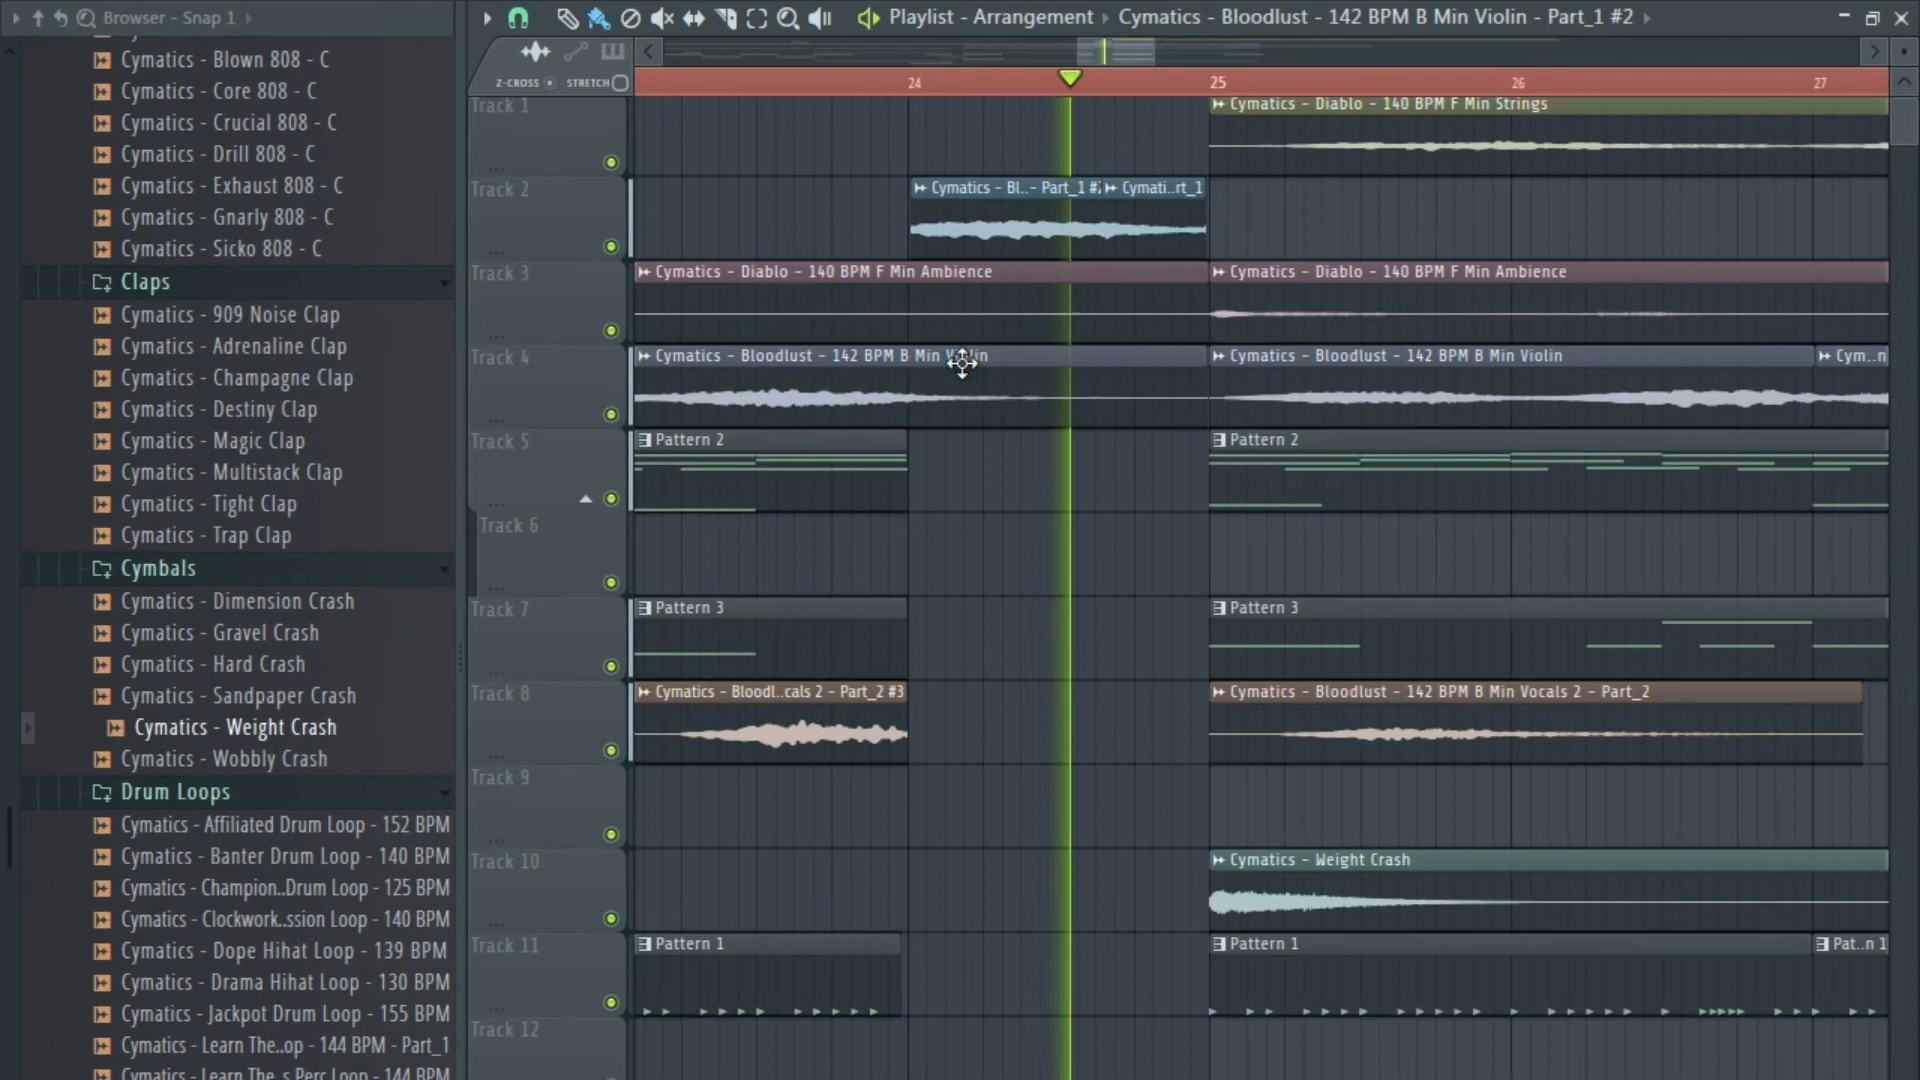 Browser - Snap 1
Cymatics - Blown 808 - C
Cymatics - Core 808 - C
Cymatics - Crucial 808 - C
Cymatics - Drill 808 - C
Cymatics - Exhaust 808 - C
Cymatics - Gnarly 808 - C
Cymatics - Sicko 808 - C
Claps
Cymatics - 909 Noise Clap
Cymatics - Adrenaline Clap
Cymatics - Champagne Clap
Cymatics - Destiny Clap
Cymatics - Magic Clap
Cymatics - Multistack Clap
Cymatics - Tight Clap
Cymatics - Trap Clap
Cymbals
Cymatics - Dimension Crash
Cymatics - Gravel Crash
Cymatics - Hard Crash
Cymatics - Sandpaper Crash
Cymatics - Weight Crash
Cymatics - Wobbly Crash
Drum Loops
Cymatics - Affiliated Drum Loop - 152 BPM
Cymatics - Banter Drum Loop - 140 BPM
Cymatics - Champion..Drum Loop - 125 BPM
Cymatics - Clockwork..ssion Loop - 140 BPM
Cymatics - Dope Hihat Loop - 139 BPM
Cymatics - Drama Hihat Loop - 130 BPM
Cymatics - Jackpot Drum Loop - 155 BPM
Cymatics - Learn The..op - 144 BPM - Part_1
Cymatics - Learn The..s Perc Loop - 144 BPM
Playlist - Arrangement › Cymatics - Bloodlust - 142 BPM B Min Violin - Part_1 #2
Z-CROSS STRETCH
24 25 26 27
Track 1
Cymatics - Diablo - 140 BPM F Min Strings
Track 2
Cymatics - Bl..- Part_1 #2 Cymati..rt_1
Track 3
Cymatics - Diablo - 140 BPM F Min Ambience Cymatics - Diablo - 140 BPM F Min Ambience
Track 4
Cymatics - Bloodlust - 142 BPM B Min Violin Cymatics - Bloodlust - 142 BPM B Min Violin Cym..n
Track 5
Pattern 2 Pattern 2
Track 6
Track 7
Pattern 3 Pattern 3
Track 8
Cymatics - Bloodl..cals 2 - Part_2 #3 Cymatics - Bloodlust - 142 BPM B Min Vocals 2 - Part_2
Track 9
Track 10
Cymatics - Weight Crash
Track 11
Pattern 1 Pattern 1 Pat..n 1
Track 12